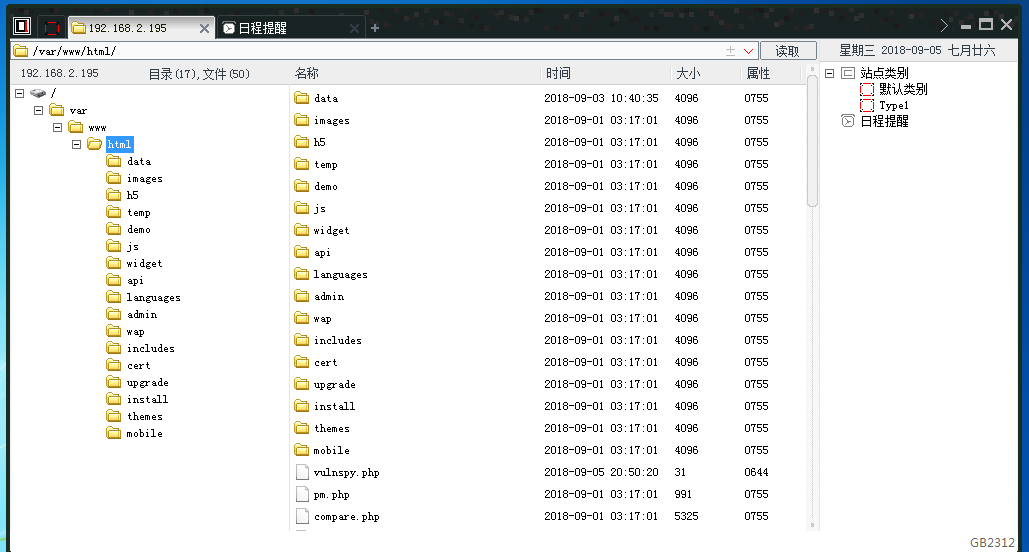 192.168.2.195 日程提醒
/var/www/html/ 读取 星期三 2018-09-05 七月廿六
192.168.2.195 目录(17),文件(50) 名称 时间 大小 属性
/
var
www
html
data
images
h5
temp
demo
js
widget
api
languages
admin
wap
includes
cert
upgrade
install
themes
mobile
data 2018-09-03 10:40:35 4096 0755
images 2018-09-01 03:17:01 4096 0755
h5 2018-09-01 03:17:01 4096 0755
temp 2018-09-01 03:17:01 4096 0755
demo 2018-09-01 03:17:01 4096 0755
js 2018-09-01 03:17:01 4096 0755
widget 2018-09-01 03:17:01 4096 0755
api 2018-09-01 03:17:01 4096 0755
languages 2018-09-01 03:17:01 4096 0755
admin 2018-09-01 03:17:01 4096 0755
wap 2018-09-01 03:17:01 4096 0755
includes 2018-09-01 03:17:01 4096 0755
cert 2018-09-01 03:17:01 4096 0755
upgrade 2018-09-01 03:17:01 4096 0755
install 2018-09-01 03:17:01 4096 0755
themes 2018-09-01 03:17:01 4096 0755
mobile 2018-09-01 03:17:01 4096 0755
vulnspy.php 2018-09-05 20:50:20 31 0644
pm.php 2018-09-01 03:17:01 991 0755
compare.php 2018-09-01 03:17:01 5325 0755
站点类别
默认类别
Type1
日程提醒
GB2312